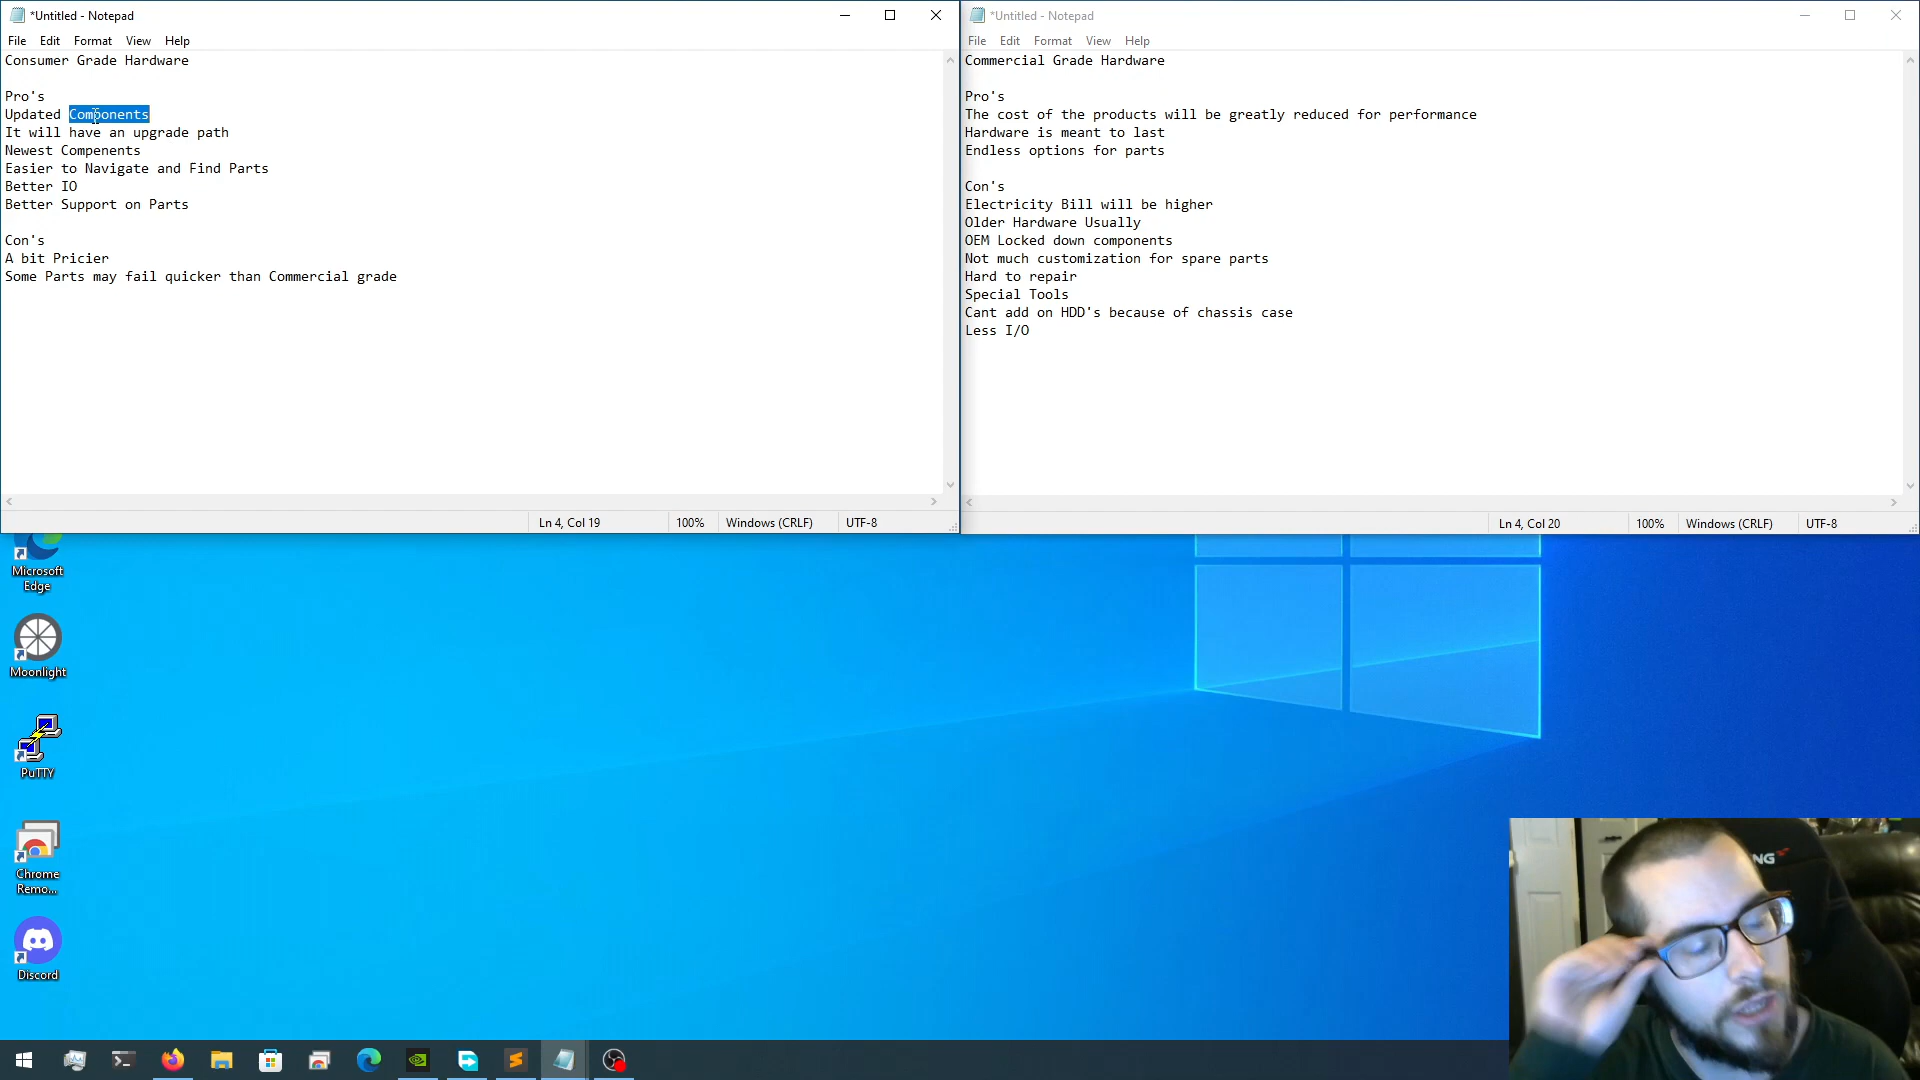 *Untitled - Notepad
File Edit Format View Help
Consumer Grade Hardware
Pro's
Updated Components
It will have an upgrade path
Newest Compenents
Easier to Navigate and Find Parts
Better IO
Better Support on Parts
Con's
A bit Pricier
Some Parts may fail quicker than Commercial grade
Ln 4, Col 19 100% Windows (CRLF) UTF-8
*Untitled - Notepad
File Edit Format View Help
Commercial Grade Hardware
Pro's
The cost of the products will be greatly reduced for performance
Hardware is meant to last
Endless options for parts
Con's
Electricity Bill will be higher
Older Hardware Usually
OEM Locked down components
Not much customization for spare parts
Hard to repair
Special Tools
Cant add on HDD's because of chassis case
Less I/O
Ln 4, Col 20 100% Windows (CRLF) UTF-8
Microsoft
Edge
Moonlight
PuTTY
Chrome
Remo...
Discord
NG